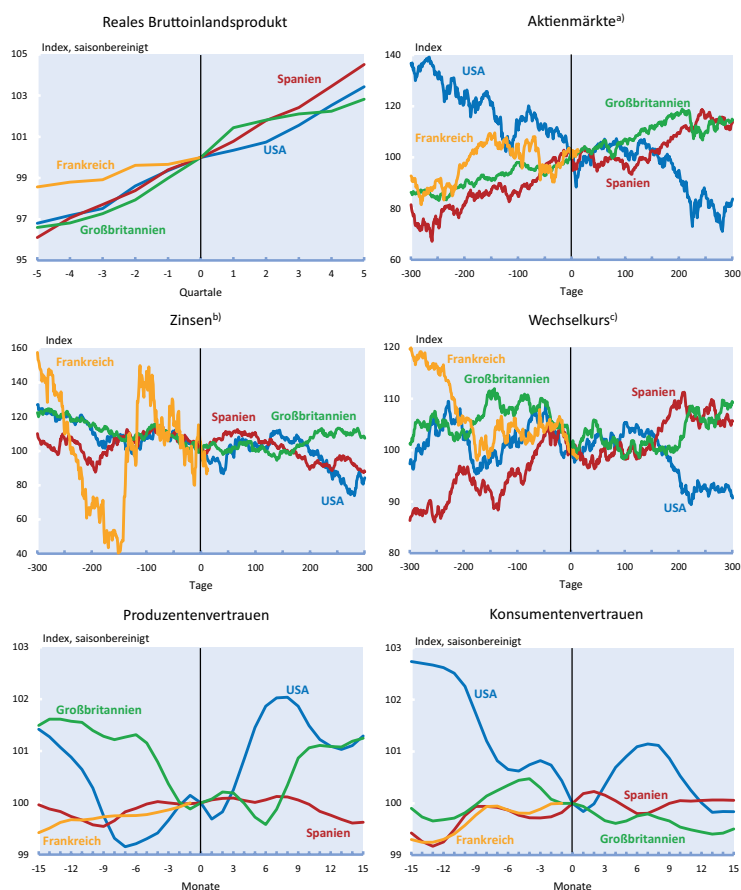 Reales Bruttoinlandsprodukt
Index, saisonbereinigt
105
103
101
99
97
95
Spanien
USA
Frankreich
Großbritannien
-5 -4 -3 -2 -1 0 1 2 3 4 5
Quartale
Aktienmärkte a)
Index
140
120
100
80
60
USA
Großbritannien
Frankreich
Spanien
-300 -200 -100 0 100 200 300
Tage
Zinsen b)
Index
160
140
120
100
80
60
40
Frankreich
Spanien
Großbritannien
USA
-300 -200 -100 0 100 200 300
Tage
Wechselkurs c)
Index
120
110
100
90
80
Frankreich
Großbritannien
Spanien
USA
-300 -200 -100 0 100 200 300
Tage
Produzentenvertrauen
Index, saisonbereinigt
103
102
101
100
99
USA
Großbritannien
Frankreich
Spanien
-15 -12 -9 -6 -3 0 3 6 9 12 15
Monate
Konsumentenvertrauen
Index, saisonbereinigt
103
102
101
100
99
USA
Spanien
Frankreich
Großbritannien
-15 -12 -9 -6 -3 0 3 6 9 12 15
Monate